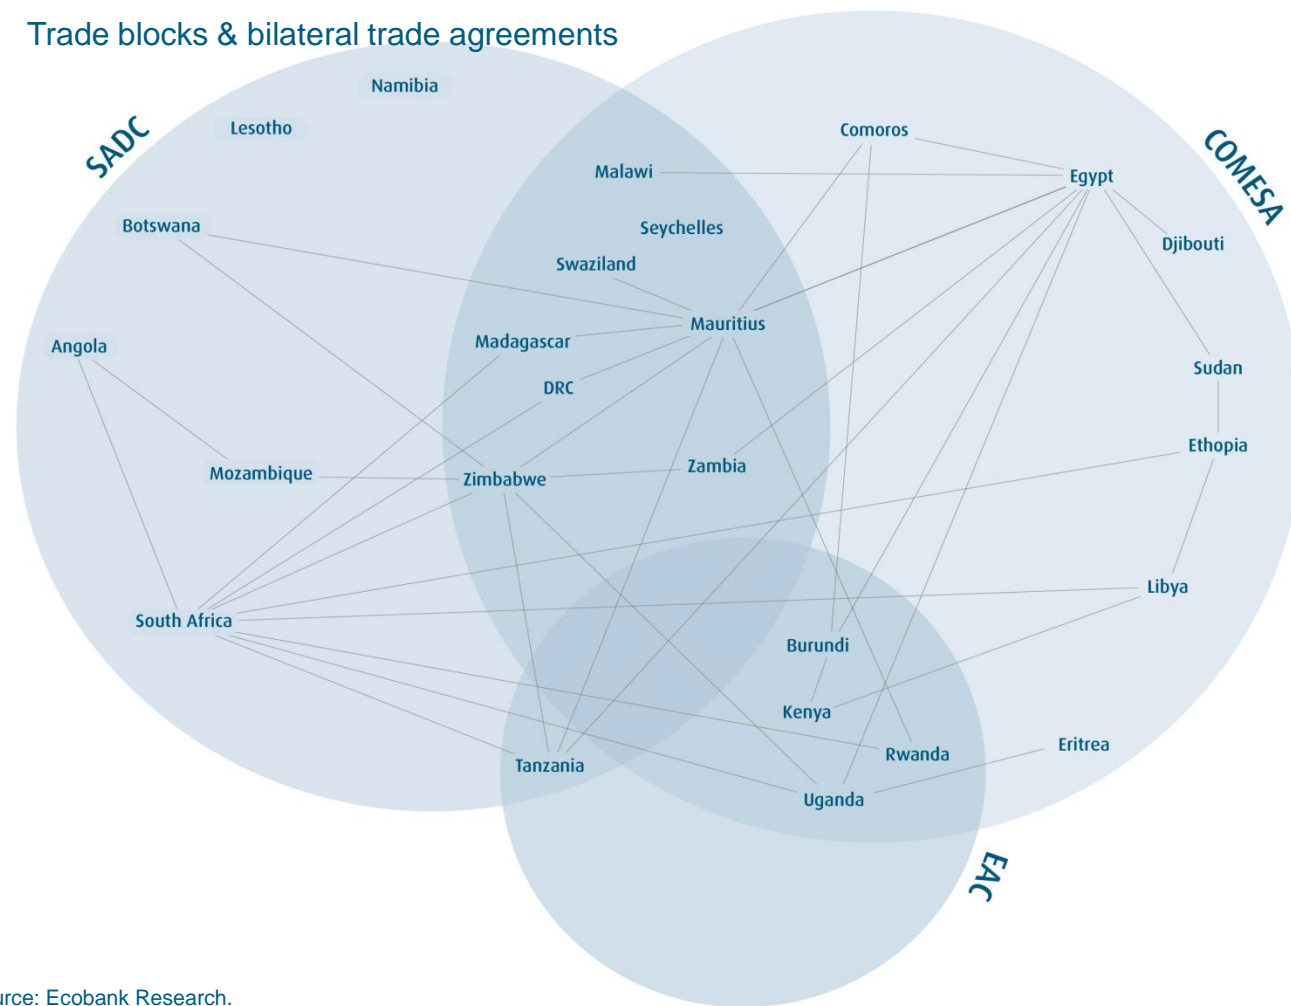 Trade blocks & bilateral trade agreements
Namibia
Lesotho
SADC
Comoros
COMESA
Malawi
Egypt
Botswana
Seychelles
Djibouti
Swaziland
Mauritius
Angola
Madagascar
Sudan
DRC
Ethopia
Mozambique
Zimbabwe
Zambia
Libya
South Africa
Burundi
Kenya
Rwanda
Eritrea
Tanzania
Uganda
EAC
urce: Ecobank Research.